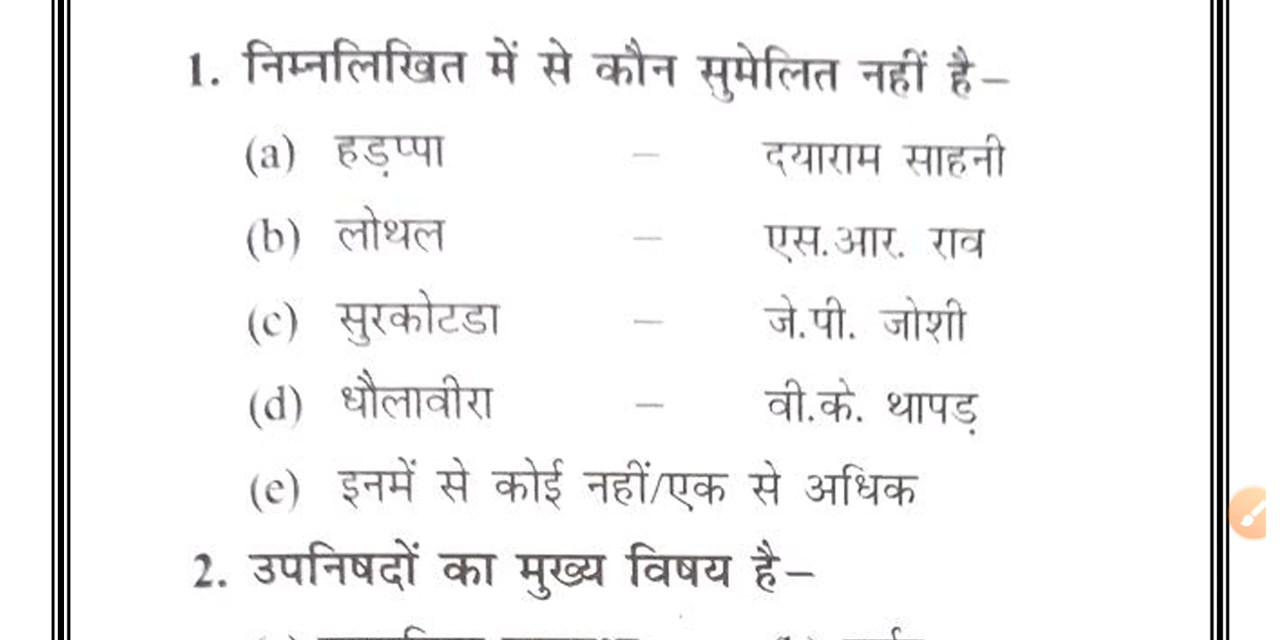 1. निम्नलिखित में से कौन सुमेलित नहीं है–
(a) हड़प्पा – दयाराम साहनी
(b) लोथल – एस.आर. राव
(c) सुरकोटडा – जे.पी. जोशी
(d) धौलावीरा – वी.के. थापड़
(e) इनमें से कोई नहीं/एक से अधिक
2. उपनिषदों का मुख्य विषय है–